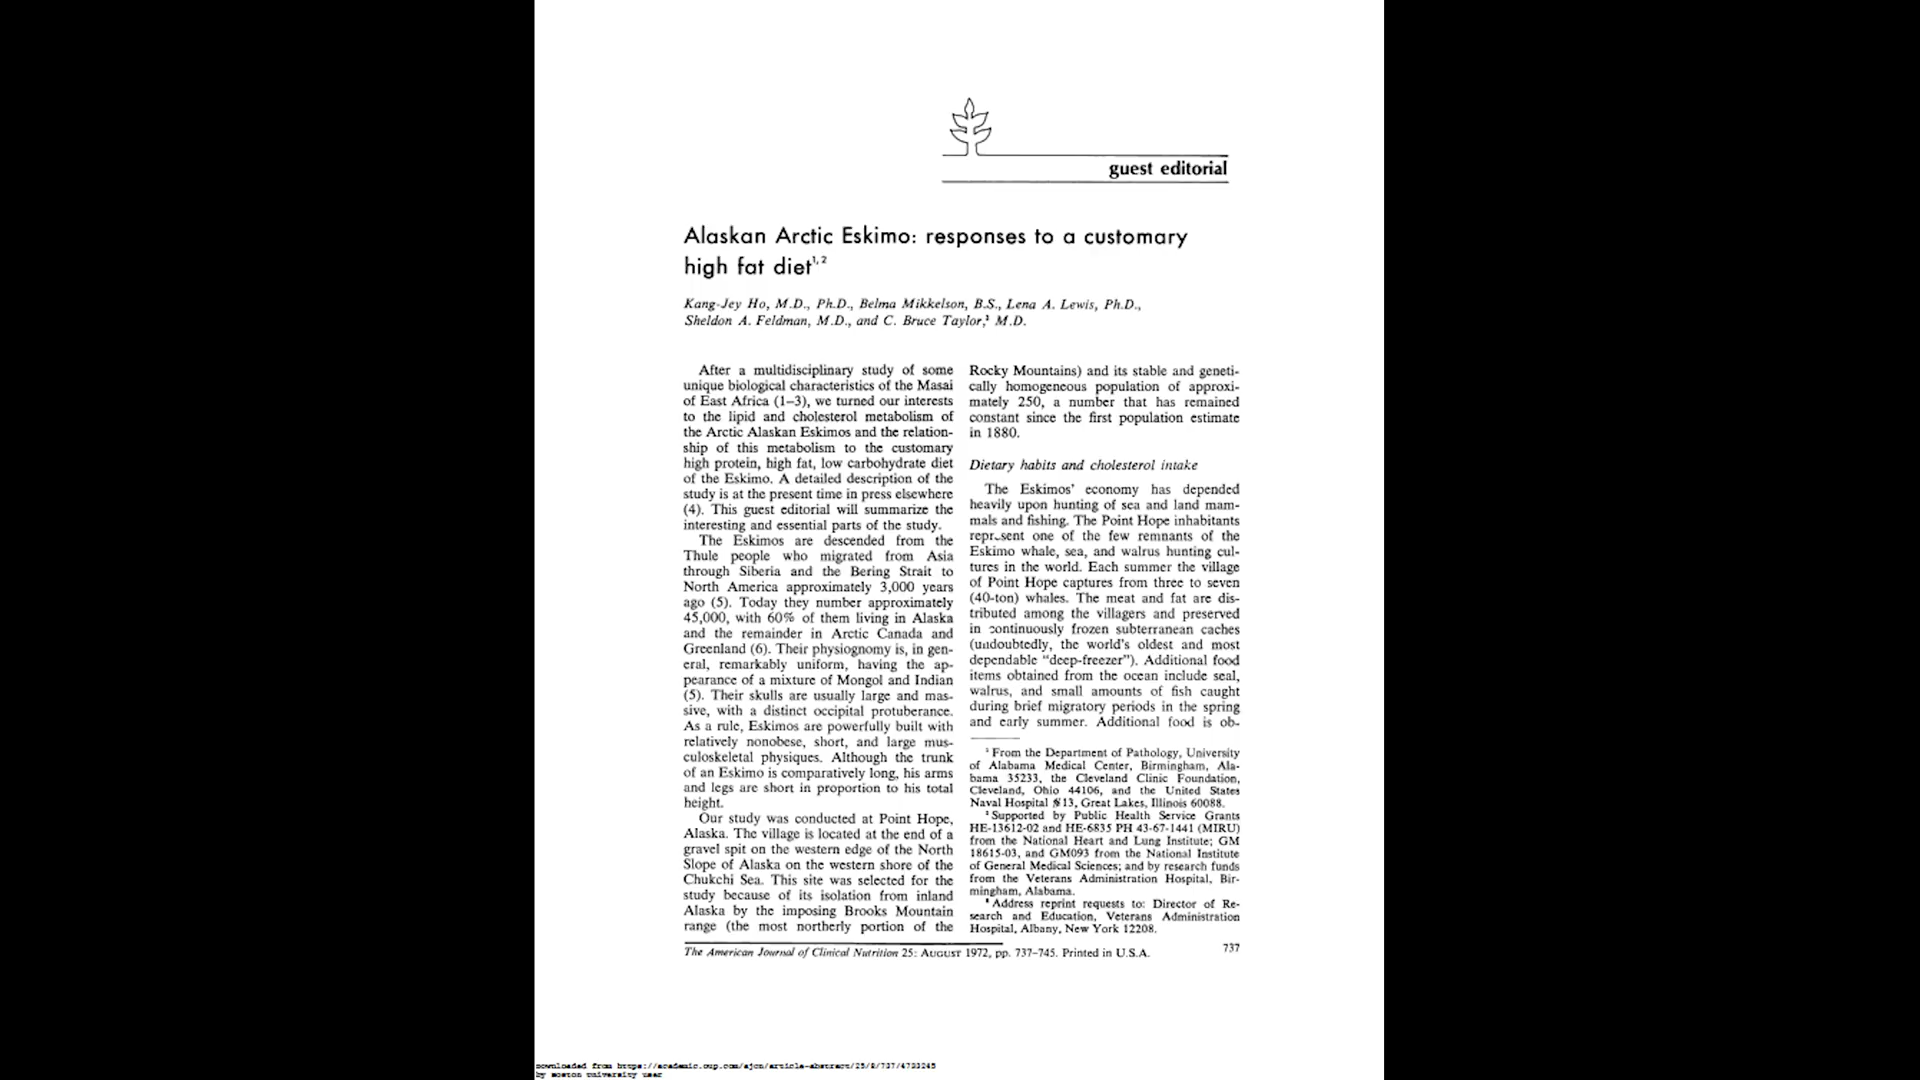 guest editorial
Alaskan Arctic Eskimo: responses to a customary
high fat diet1,2
Kang-Jey Ho, M.D., Ph.D., Belma Mikkelson, B.S., Lena A. Lewis, Ph.D.,
Sheldon A. Feldman, M.D., and C. Bruce Taylor,3 M.D.
After a multidisciplinary study of some
unique biological characteristics of the Masai
of East Africa (1–3), we turned our interests
to the lipid and cholesterol metabolism of
the Arctic Alaskan Eskimos and the relation-
ship of this metabolism to the customary
high protein, high fat, low carbohydrate diet
of the Eskimo. A detailed description of the
study is at the present time in press elsewhere
(4). This guest editorial will summarize the
interesting and essential parts of the study.
The Eskimos are descended from the
Thule people who migrated from Asia
through Siberia and the Bering Strait to
North America approximately 3,000 years
ago (5). Today they number approximately
45,000, with 60% of them living in Alaska
and the remainder in Arctic Canada and
Greenland (6). Their physiognomy is, in gen-
eral, remarkably uniform, having the ap-
pearance of a mixture of Mongol and Indian
(5). Their skulls are usually large and mas-
sive, with a distinct occipital protuberance.
As a rule, Eskimos are powerfully built with
relatively nonobese, short, and large mus-
culoskeletal physiques. Although the trunk
of an Eskimo is comparatively long, his arms
and legs are short in proportion to his total
height.
Our study was conducted at Point Hope,
Alaska. The village is located at the end of a
gravel spit on the western edge of the North
Slope of Alaska on the western shore of the
Chukchi Sea. This site was selected for the
study because of its isolation from inland
Alaska by the imposing Brooks Mountain
range (the most northerly portion of the
Rocky Mountains) and its stable and geneti-
cally homogeneous population of approxi-
mately 250, a number that has remained
constant since the first population estimate
in 1880.
Dietary habits and cholesterol intake
The Eskimos' economy has depended
heavily upon hunting of sea and land mam-
mals and fishing. The Point Hope inhabitants
represent one of the few remnants of the
Eskimo whale, sea, and walrus hunting cul-
tures in the world. Each summer the village
of Point Hope captures from three to seven
(40-ton) whales. The meat and fat are dis-
tributed among the villagers and preserved
in continuously frozen subterranean caches
(undoubtedly, the world's oldest and most
dependable "deep-freezer"). Additional food
items obtained from the ocean include seal,
walrus, and small amounts of fish caught
during brief migratory periods in the spring
and early summer. Additional food is ob-
1 From the Department of Pathology, University
of Alabama Medical Center, Birmingham, Ala-
bama 35233, the Cleveland Clinic Foundation,
Cleveland, Ohio 44106, and the United States
Naval Hospital #13, Great Lakes, Illinois 60088.
2 Supported by Public Health Service Grants
HE-13612-02 and HE-6835 PH 43-67-1441 (MIRU)
from the National Heart and Lung Institute; GM
18615-03, and GM093 from the National Institute
of General Medical Sciences; and by research funds
from the Veterans Administration Hospital, Bir-
mingham, Alabama.
3 Address reprint requests to: Director of Re-
search and Education, Veterans Administration
Hospital, Albany, New York 12208.
The American Journal of Clinical Nutrition 25: AUGUST 1972, pp. 737–745. Printed in U.S.A.
737
Downloaded from https://academic.oup.com/ajcn/article-abstract/25/8/737/4733245
by Boston University user